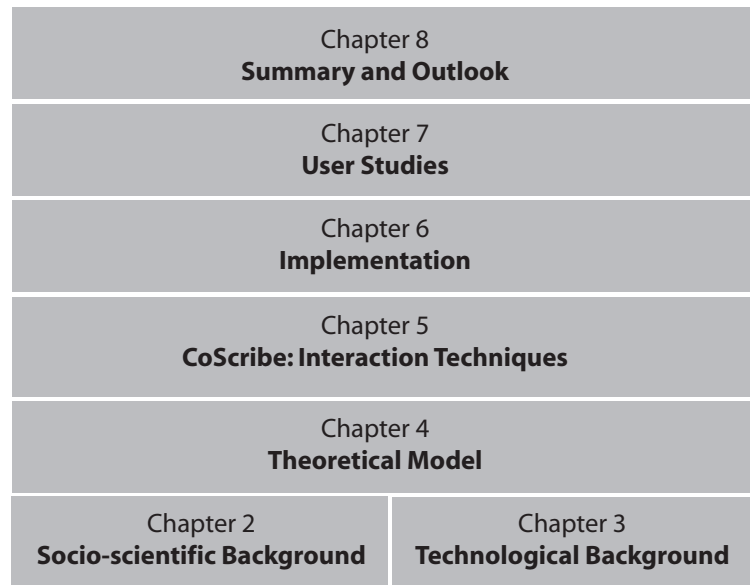 Chapter 8
Summary and Outlook
Chapter 7
User Studies
Chapter 6
Implementation
Chapter 5
CoScribe: Interaction Techniques
Chapter 4
Theoretical Model
Chapter 2
Socio-scientific Background
Chapter 3
Technological Background